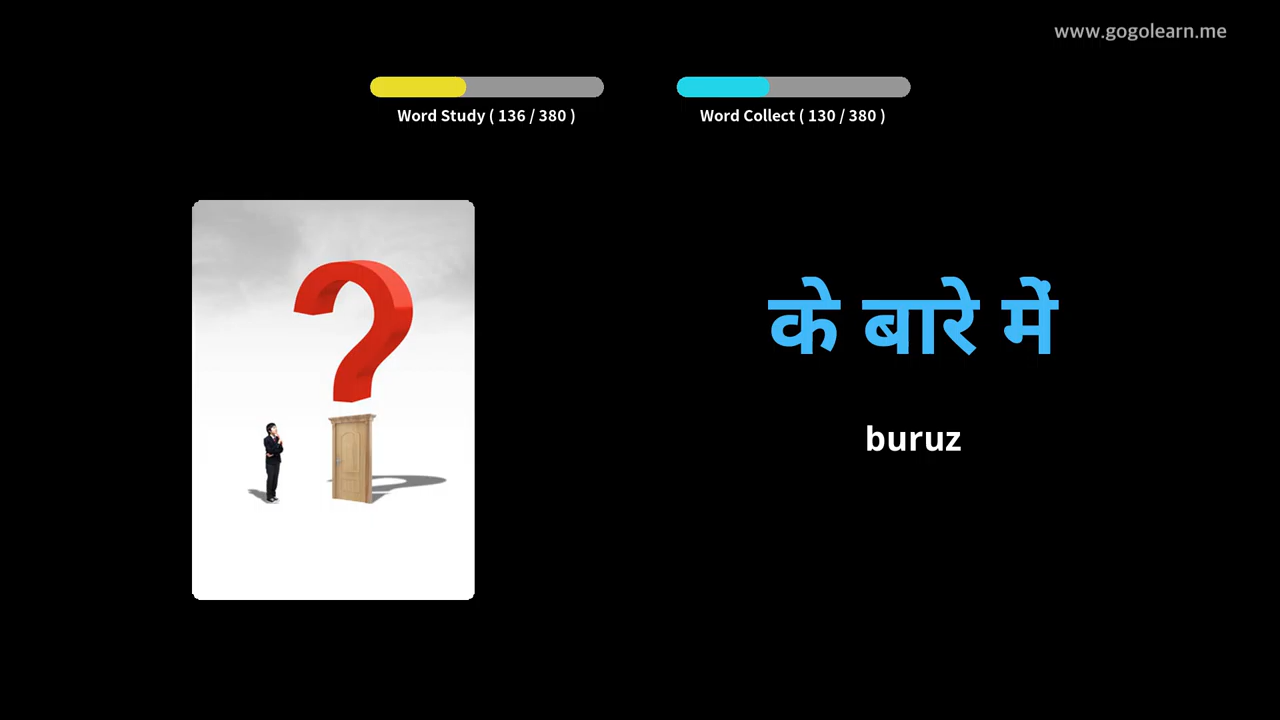 www.gogolearn.me
Word Study ( 136 / 380 )
Word Collect ( 130 / 380 )
के बारे में
buruz